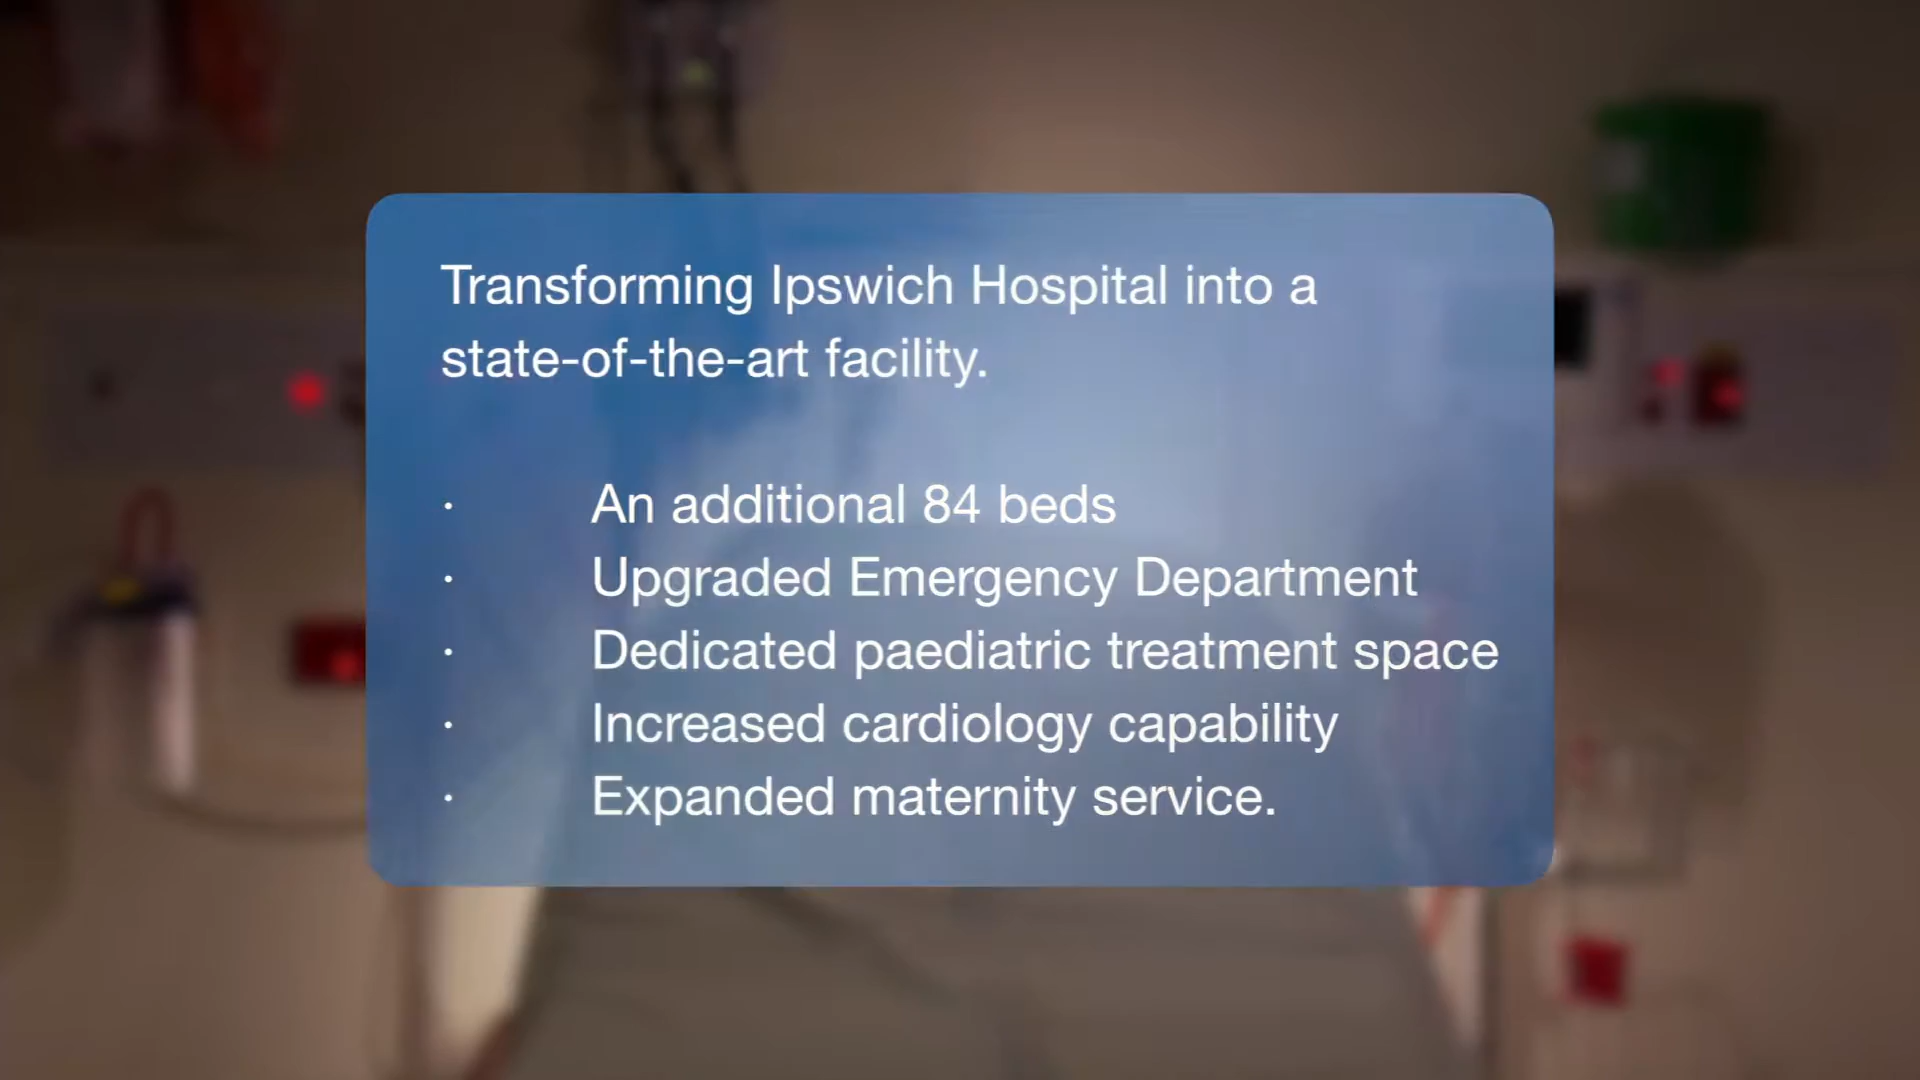 Transforming Ipswich Hospital into a
state-of-the-art facility.
· An additional 84 beds
· Upgraded Emergency Department
· Dedicated paediatric treatment space
· Increased cardiology capability
· Expanded maternity service.